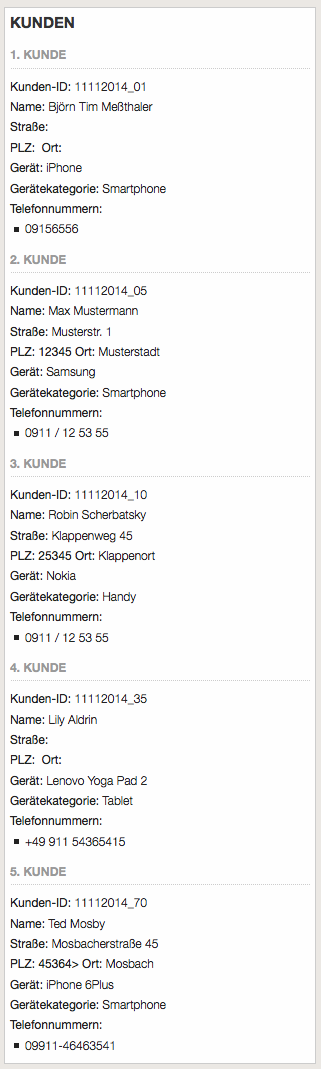 KUNDEN
1. KUNDE
Kunden-ID: 11112014_01
Name: Björn Tim Meßthaler
Straße:
PLZ: Ort:
Gerät: iPhone
Gerätekategorie: Smartphone
Telefonnummern:
▪ 09156556
2. KUNDE
Kunden-ID: 11112014_05
Name: Max Mustermann
Straße: Musterstr. 1
PLZ: 12345 Ort: Musterstadt
Gerät: Samsung
Gerätekategorie: Smartphone
Telefonnummern:
▪ 0911 / 12 53 55
3. KUNDE
Kunden-ID: 11112014_10
Name: Robin Scherbatsky
Straße: Klappenweg 45
PLZ: 25345 Ort: Klappenort
Gerät: Nokia
Gerätekategorie: Handy
Telefonnummern:
▪ 0911 / 12 53 55
4. KUNDE
Kunden-ID: 11112014_35
Name: Lily Aldrin
Straße:
PLZ: Ort:
Gerät: Lenovo Yoga Pad 2
Gerätekategorie: Tablet
Telefonnummern:
▪ +49 911 54365415
5. KUNDE
Kunden-ID: 11112014_70
Name: Ted Mosby
Straße: Mosbacherstraße 45
PLZ: 45364> Ort: Mosbach
Gerät: iPhone 6Plus
Gerätekategorie: Smartphone
Telefonnummern:
▪ 09911-46463541